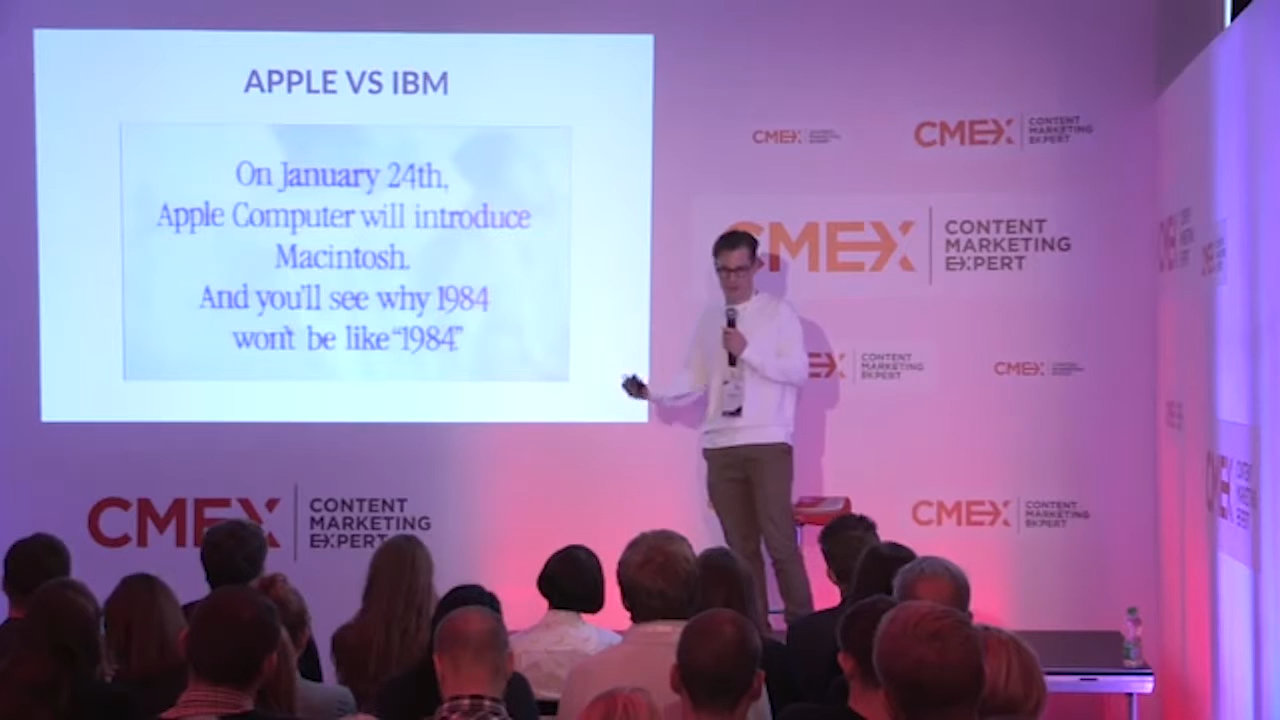 APPLE VS IBM
On January 24th,
Apple Computer will introduce
Macintosh.
And you'll see why 1984
won't be like “1984.”
CMEX
CONTENT
MARKETING
EXPERT
CMEX
CMEX
CONTENT
MARKETING
EXPERT
CMEX
CONTENT
MARKETING
EXPERT
CONTENT
MARKETING
EXPERT
CMEX
CMEX
CONTENT
MARKETING
EXPERT